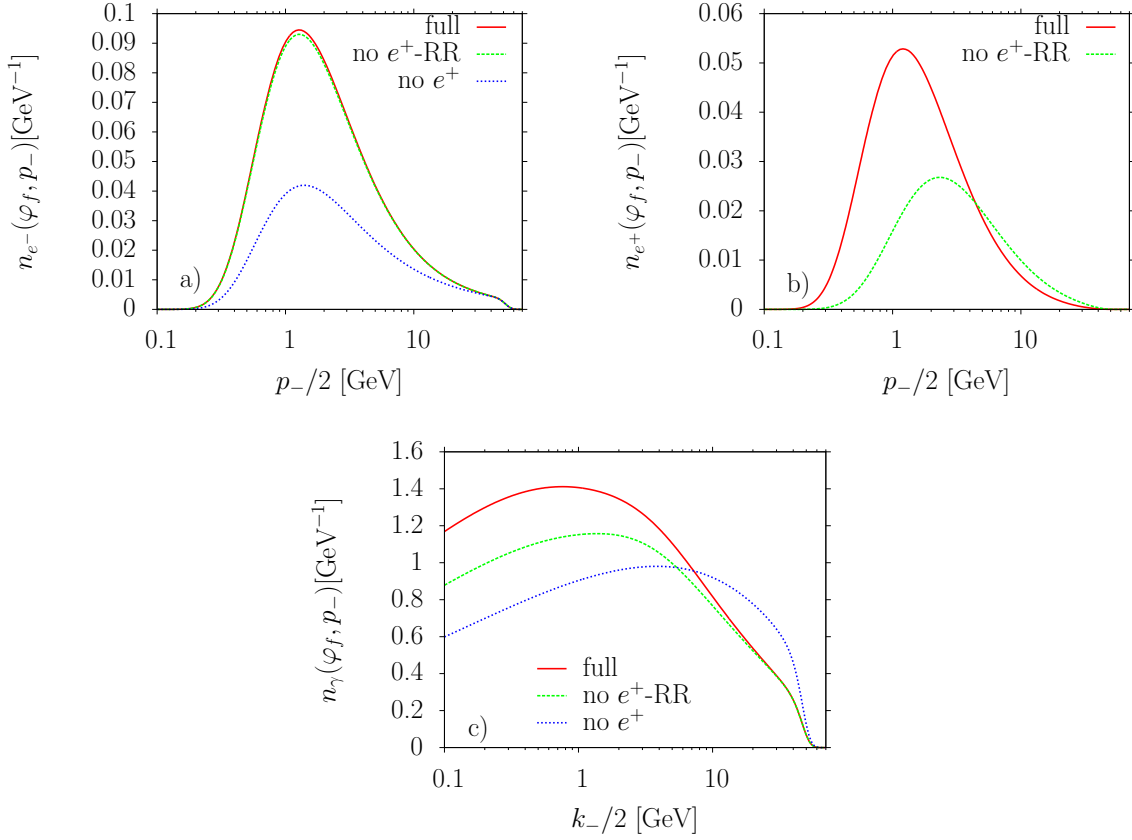 n_{e^-}(φ_f, p_-)[GeV^{-1}]
0.1
0.09
0.08
0.07
0.06
0.05
0.04
0.03
0.02
0.01
0
full
no e^+-RR
no e^+
a)
0.1 1 10
p_-/2 [GeV]
n_{e^+}(φ_f, p_-)[GeV^{-1}]
0.06
0.05
0.04
0.03
0.02
0.01
0
full
no e^+-RR
b)
0.1 1 10
p_-/2 [GeV]
n_γ(φ_f, p_-)[GeV^{-1}]
1.6
1.4
1.2
1
0.8
0.6
0.4
0.2
0
full
no e^+-RR
no e^+
c)
0.1 1 10
k_-/2 [GeV]